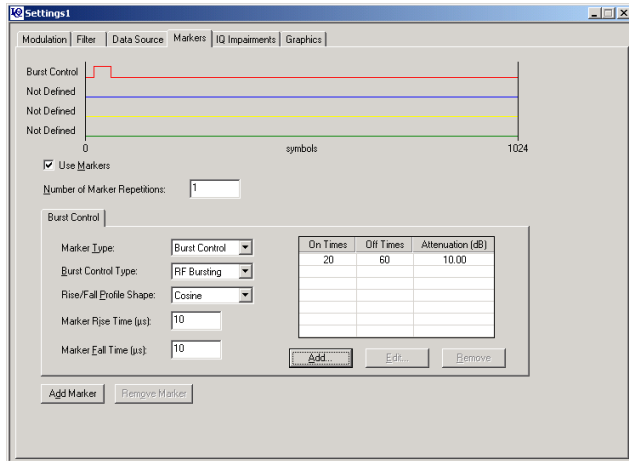 IQ Settings1
Modulation Filter Data Source Markers IQ Impairments Graphics
Burst Control
Not Defined
Not Defined
Not Defined
0 symbols 1024
Use Markers
Number of Marker Repetitions: 1
Burst Control
Marker Type: Burst Control
Burst Control Type: RF Bursting
Rise/Fall Profile Shape: Cosine
Marker Rise Time (µs): 10
Marker Fall Time (µs): 10
On Times Off Times Attenuation (dB)
20 60 10.00
Add... Edit... Remove
Add Marker Remove Marker